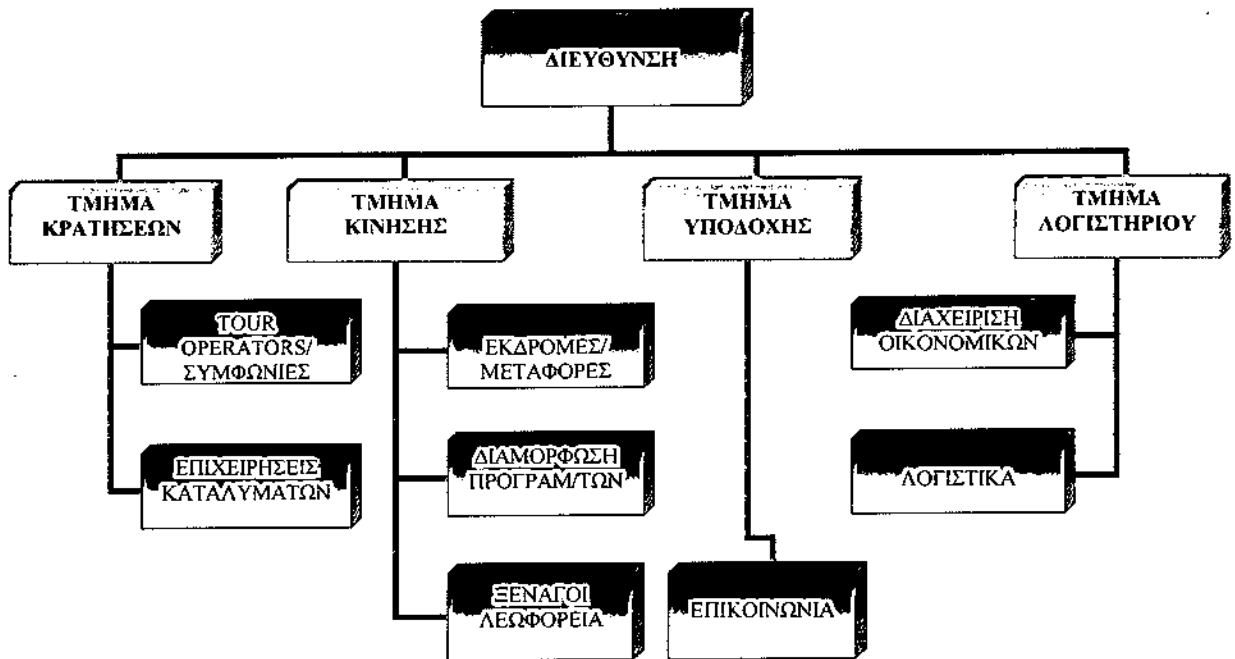 ΔΙΕΥΘΥΝΣΗ
ΤΜΗΜΑ
ΚΡΑΤΗΣΕΩΝ
ΤΜΗΜΑ
ΚΙΝΗΣΗΣ
ΤΜΗΜΑ
ΥΠΟΔΟΧΗΣ
ΤΜΗΜΑ
ΛΟΓΙΣΤΗΡΙΟΥ
TOUR
OPERATORS/
ΣΥΜΦΩΝΙΕΣ
ΕΚΔΡΟΜΕΣ/
ΜΕΤΑΦΟΡΕΣ
ΔΙΑΧΕΙΡΙΣΗ
ΟΙΚΟΝΟΜΙΚΩΝ
ΕΠΙΧΕΙΡΗΣΕΙΣ
ΚΑΤΑΛΥΜΑΤΩΝ
ΔΙΑΜΟΡΦΩΣΗ
ΠΡΟΓΡΑΜ/ΤΩΝ
ΛΟΓΙΣΤΙΚΑ
ΞΕΝΑΓΟΙ
ΛΕΩΦΟΡΕΙΑ
ΕΠΙΚΟΙΝΩΝΙΑ